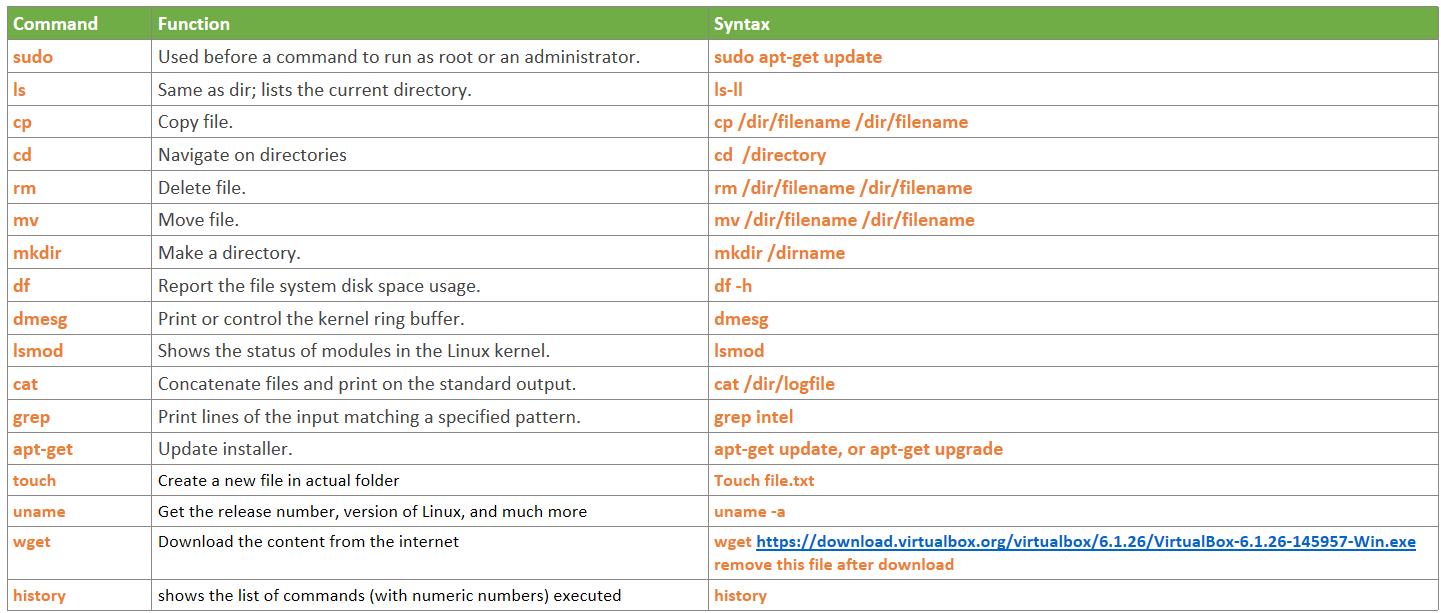 Command Function Syntax
sudo Used before a command to run as root or an administrator. sudo apt-get update
ls Same as dir; lists the current directory. ls-ll
cp Copy file. cp /dir/filename /dir/filename
cd Navigate on directories cd  /directory
rm Delete file. rm /dir/filename /dir/filename
mv Move file. mv /dir/filename /dir/filename
mkdir Make a directory. mkdir /dirname
df Report the file system disk space usage. df -h
dmesg Print or control the kernel ring buffer. dmesg
lsmod Shows the status of modules in the Linux kernel. lsmod
cat Concatenate files and print on the standard output. cat /dir/logfile
grep Print lines of the input matching a specified pattern. grep intel
apt-get Update installer. apt-get update, or apt-get upgrade
touch Create a new file in actual folder Touch file.txt
uname Get the release number, version of Linux, and much more uname -a
wget Download the content from the internet wget https://download.virtualbox.org/virtualbox/6.1.26/VirtualBox-6.1.26-145957-Win.exe
remove this file after download
history shows the list of commands (with numeric numbers) executed history